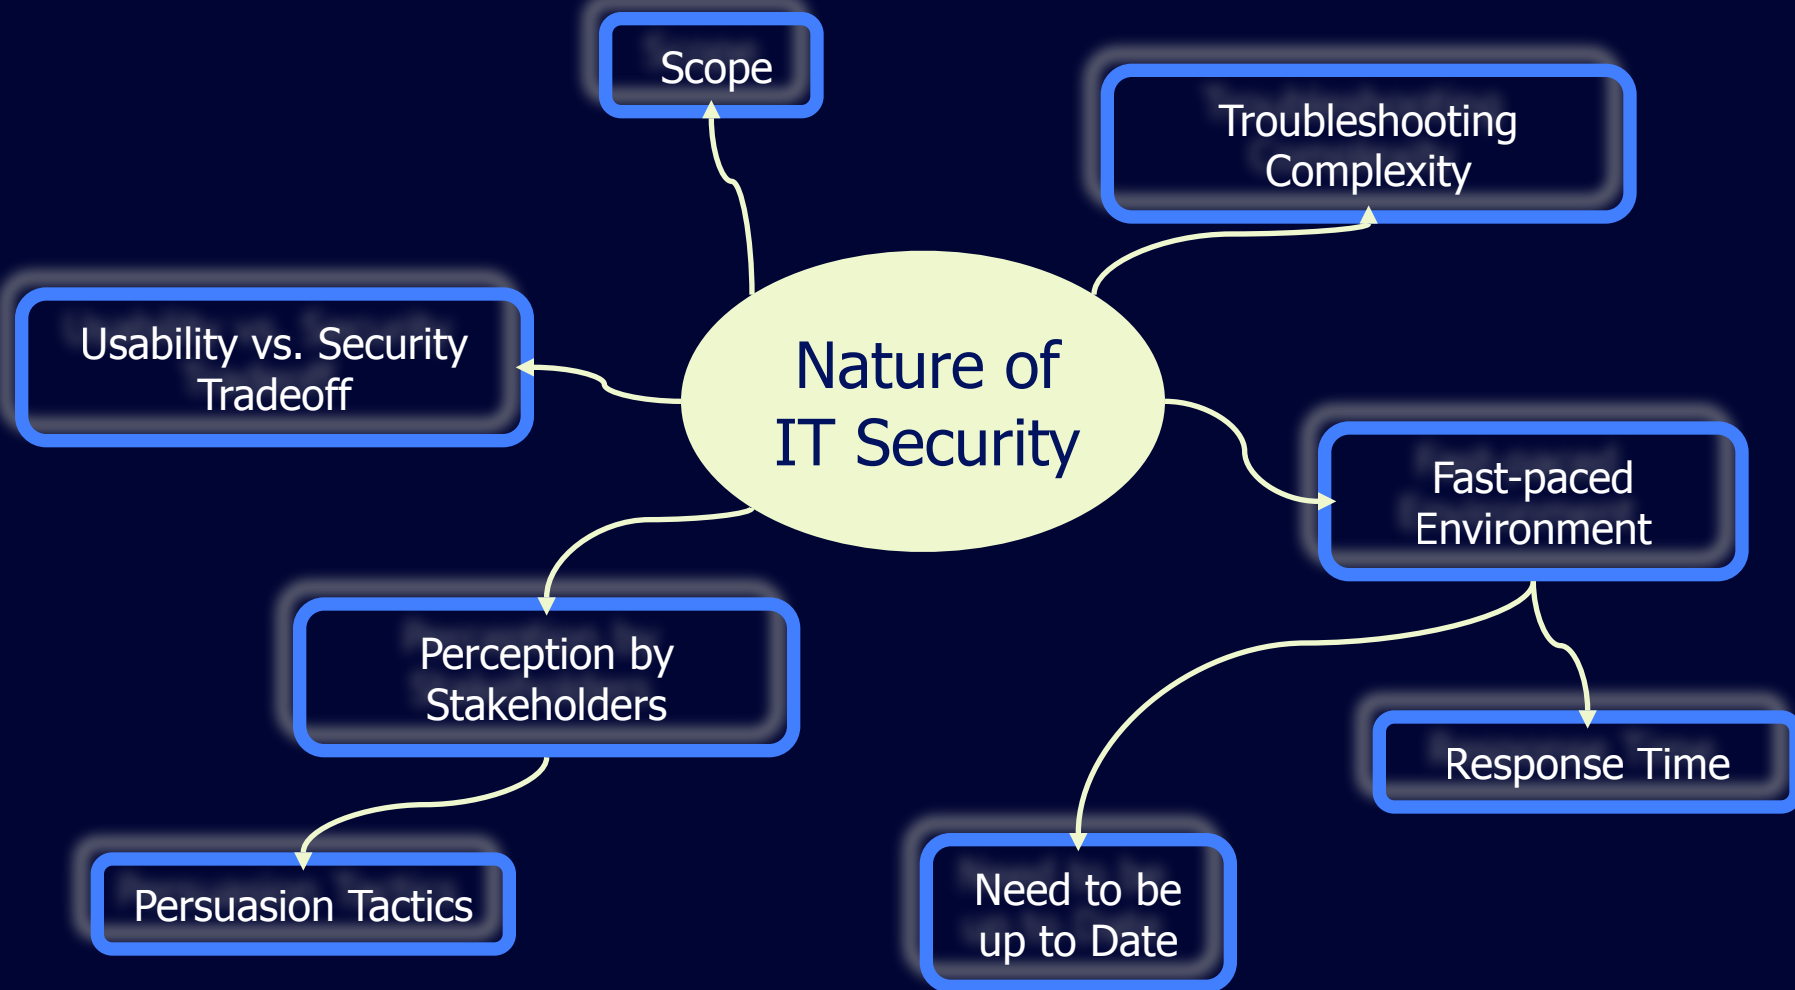 Scope
Troubleshooting
Complexity
Usability vs. Security
Tradeoff
Nature of
IT Security
Fast-paced
Environment
Perception by
Stakeholders
Response Time
Persuasion Tactics
Need to be
up to Date